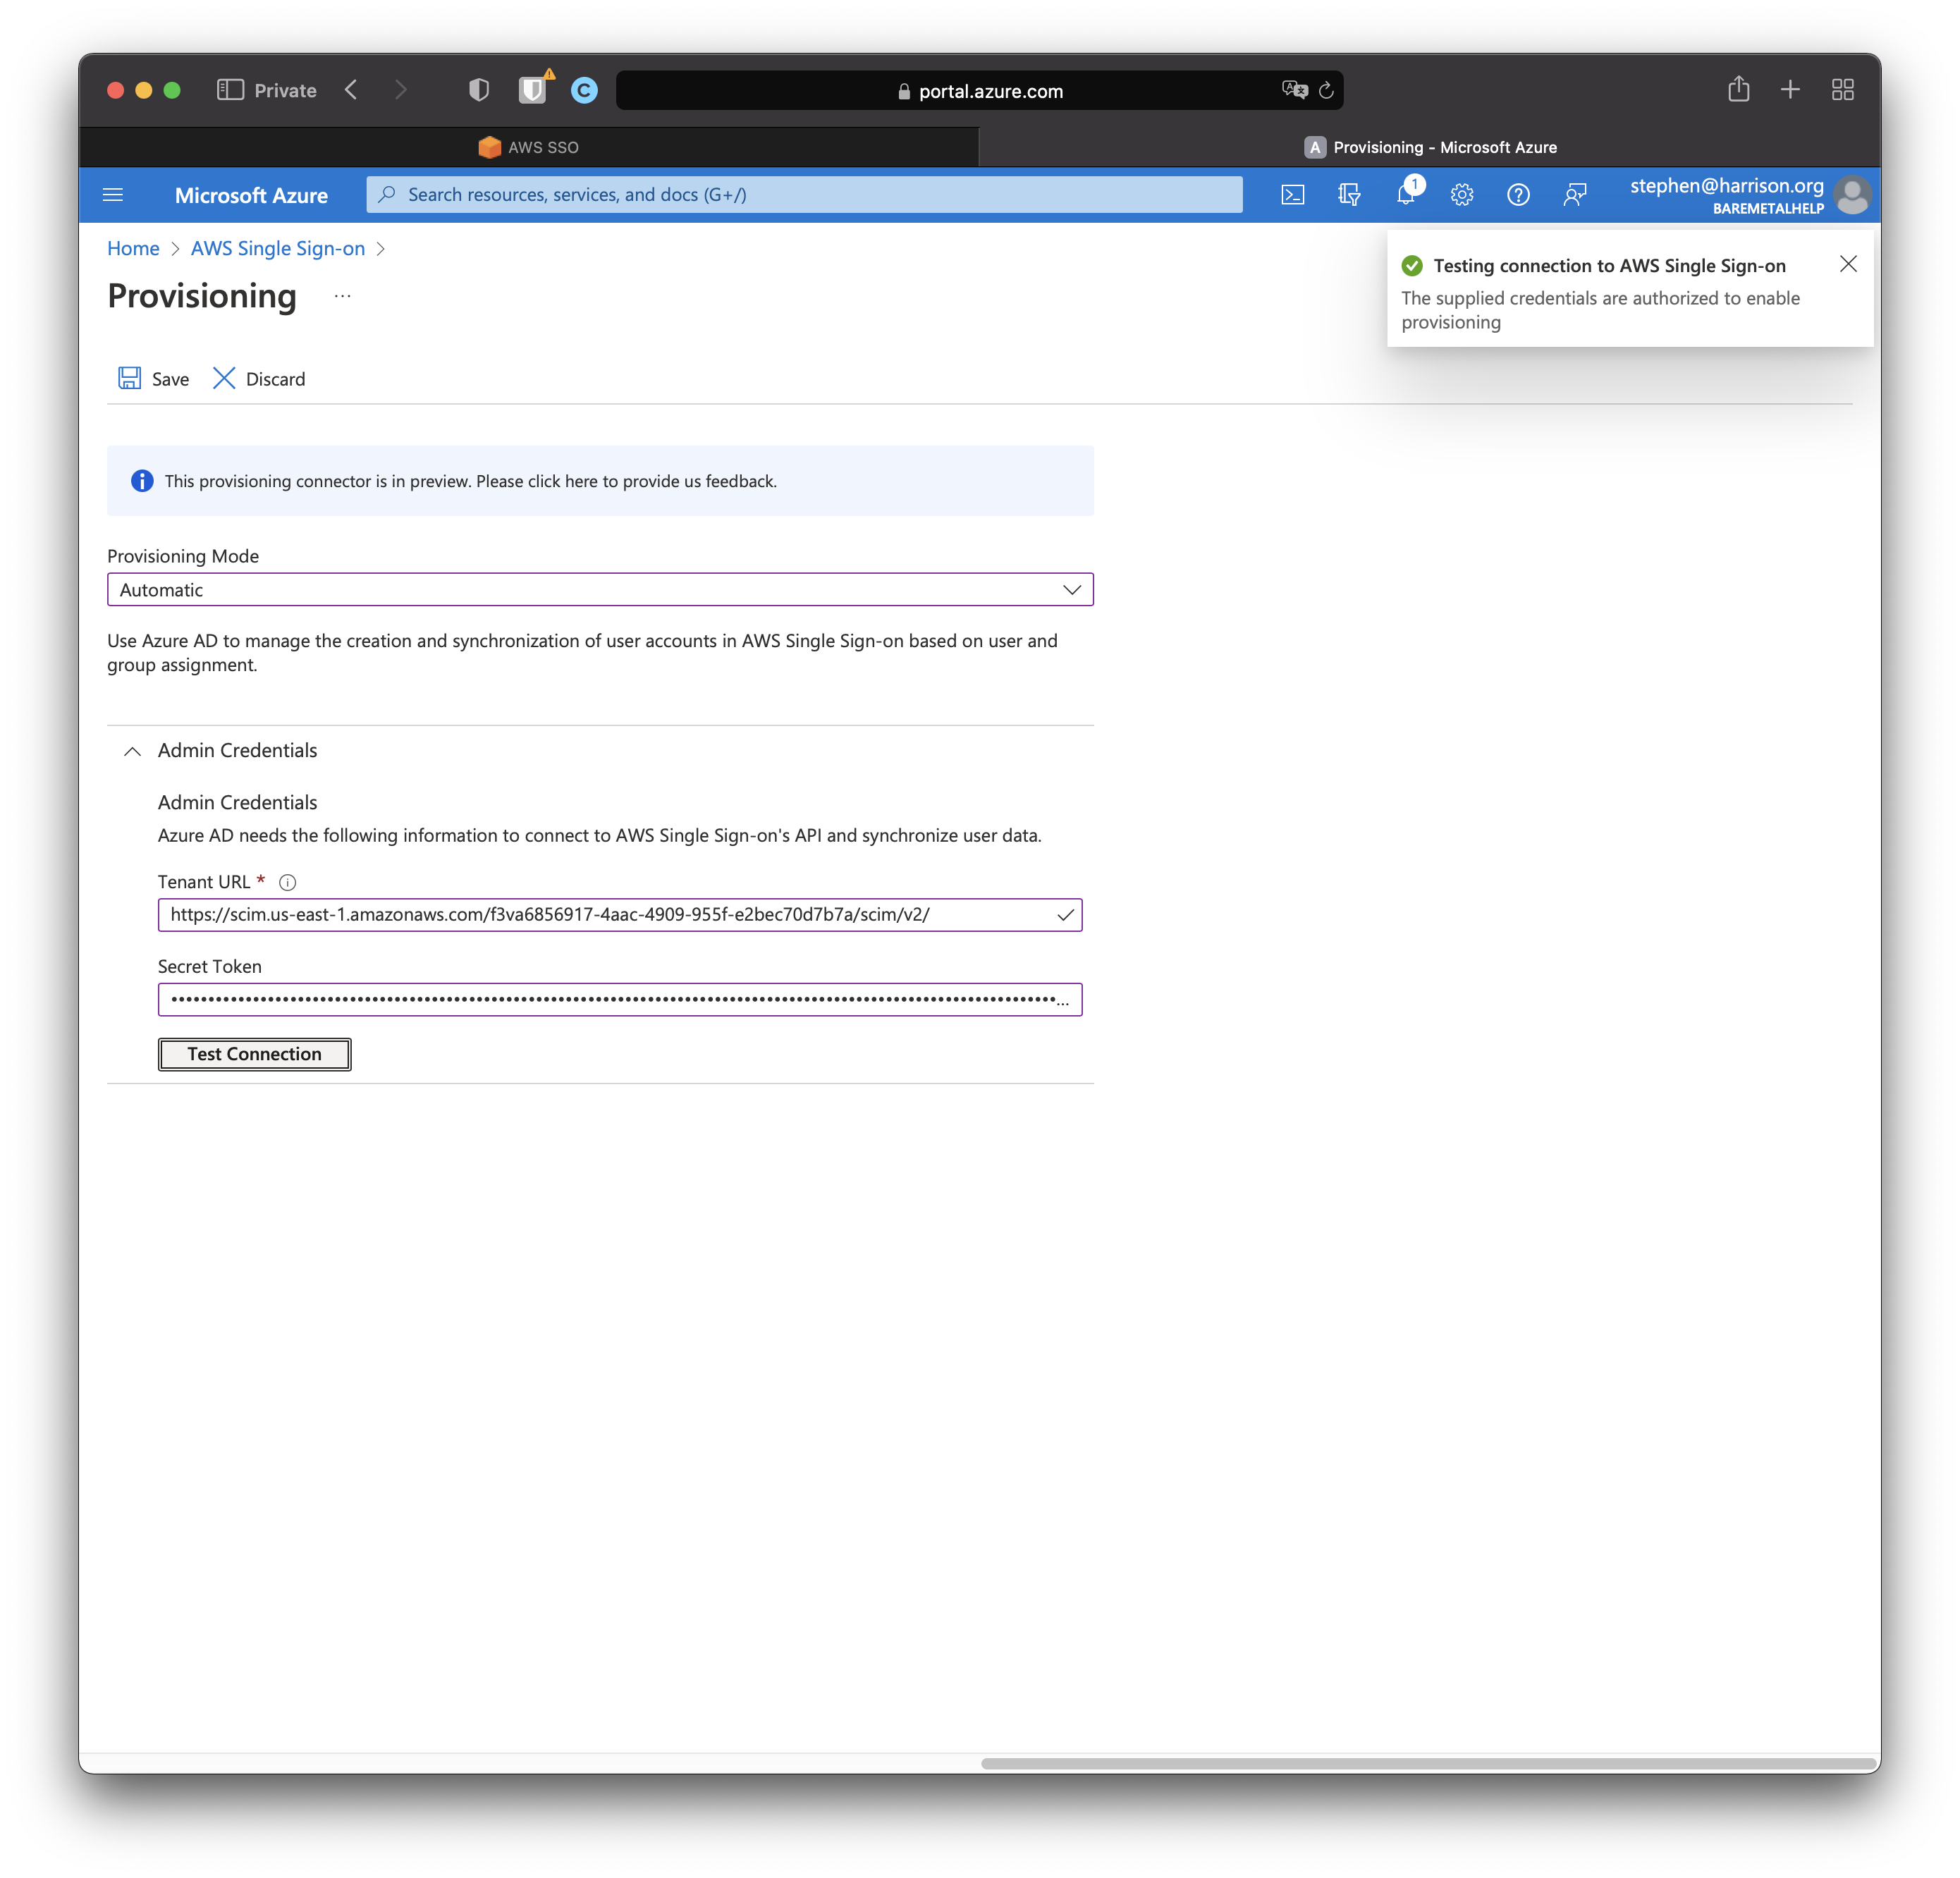 Private
portal.azure.com
AWS SSO
A Provisioning - Microsoft Azure
Microsoft Azure
Search resources, services, and docs (G+/)
1
stephen@harrison.org
BAREMETALHELP
Home > AWS Single Sign-on >
Provisioning ...
Testing connection to AWS Single Sign-on
The supplied credentials are authorized to enable
provisioning
Save
Discard
This provisioning connector is in preview. Please click here to provide us feedback.
Provisioning Mode
Automatic
Use Azure AD to manage the creation and synchronization of user accounts in AWS Single Sign-on based on user and
group assignment.
Admin Credentials
Admin Credentials
Azure AD needs the following information to connect to AWS Single Sign-on's API and synchronize user data.
Tenant URL *
https://scim.us-east-1.amazonaws.com/f3va6856917-4aac-4909-955f-e2bec70d7b7a/scim/v2/
Secret Token
Test Connection